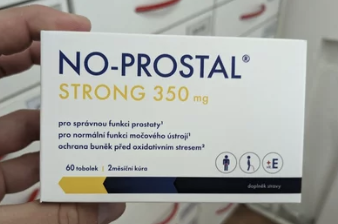 NO-PROSTAL®
STRONG 350 mg
pro správnou funkci prostaty¹
pro normální funkci močového ústrojí¹
ochrana buněk před oxidativním stresem²
60 tobolek | 2měsíční kúra
+E
doplněk stravy